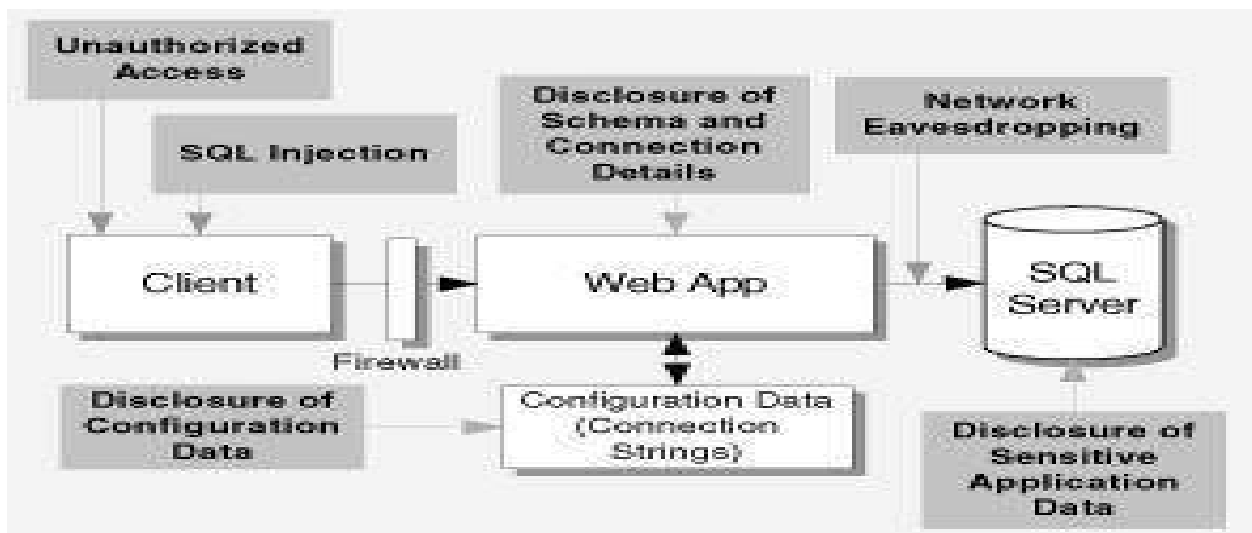 Unauthorized
Access
SQL Injection
Disclosure of
Schema and
Connection
Details
Network
Eavesdropping
Client
Firewall
Web App
SQL
Server
Disclosure of
Configuration
Data
Configuration Data
(Connection
Strings)
Disclosure of
Sensitive
Application
Data